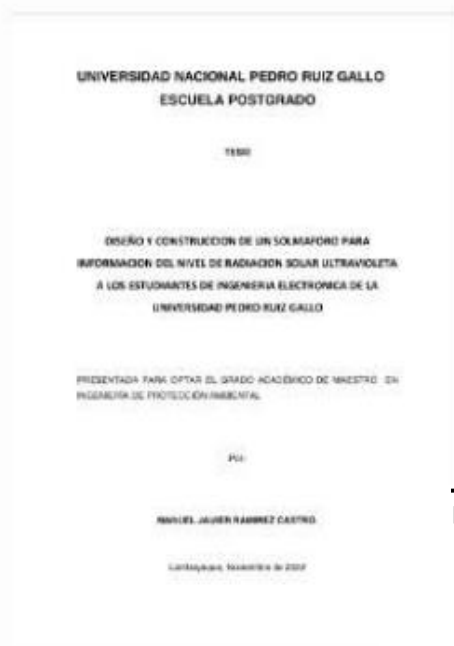 UNIVERSIDAD NACIONAL PEDRO RUIZ GALLO
ESCUELA POSTGRADO
TESIS
DISEÑO Y CONSTRUCCION DE UN SOLMAFORO PARA
INFORMACION DEL NIVEL DE RADIACION SOLAR ULTRAVIOLETA
A LOS ESTUDIANTES DE INGENIERIA ELECTRONICA DE LA
UNIVERSIDAD PEDRO RUIZ GALLO
PRESENTADA PARA OPTAR EL GRADO ACADÉMICO DE MAESTRO EN
INGENIERÍA DE PROTECCIÓN AMBIENTAL
Por
MANUEL JAVIER RAMIREZ CASTRO
Lambayeque, Noviembre de